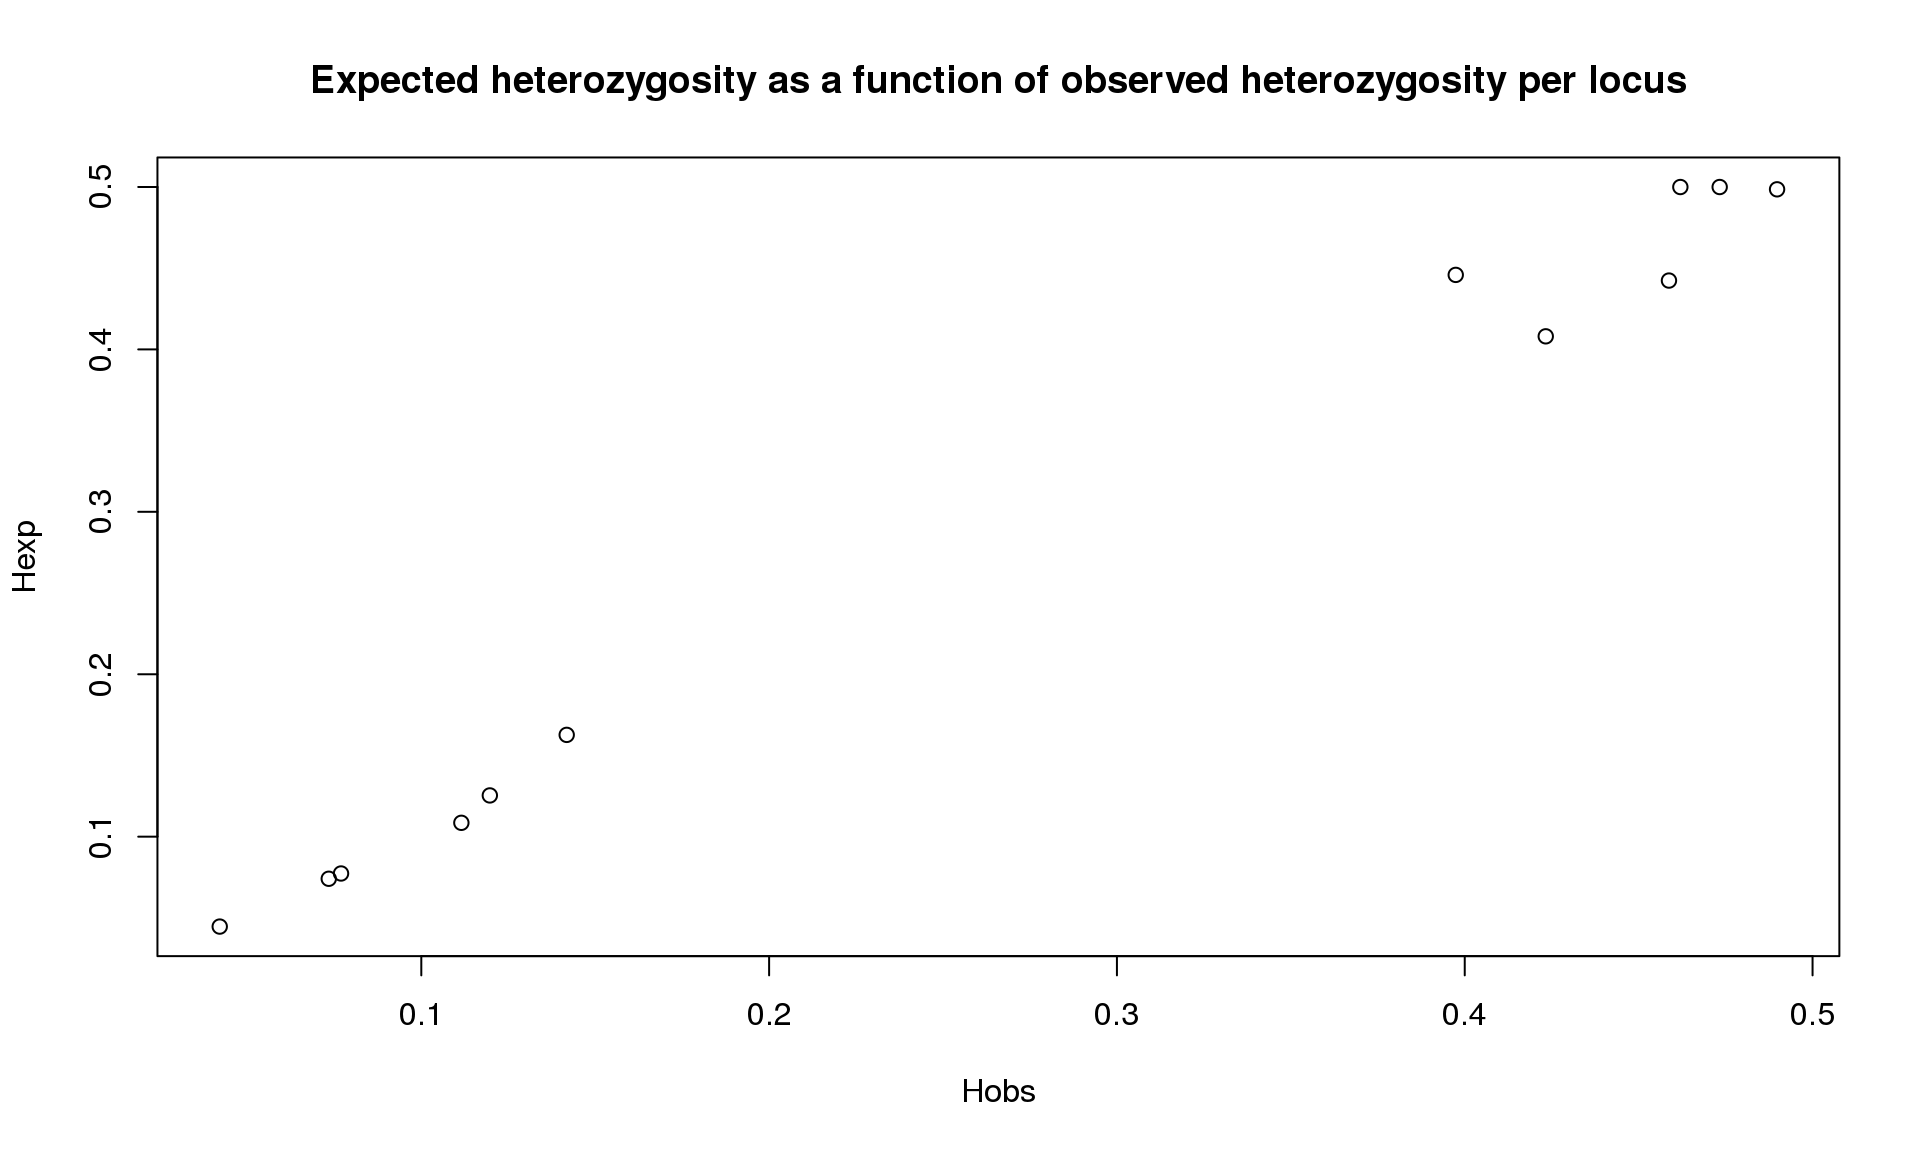 Expected heterozygosity as a function of observed heterozygosity per locus
0.5
0.4
0.3
0.2
0.1
Hexp
0.1 0.2 0.3 0.4 0.5
Hobs